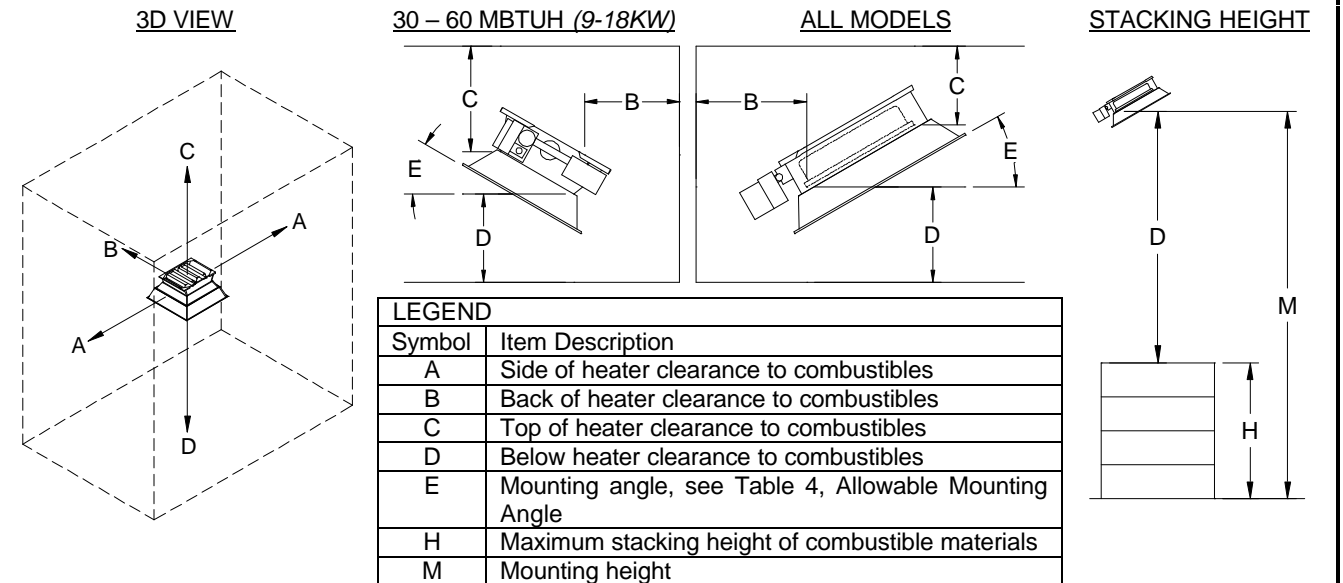 3D VIEW
30 – 60 MBTUH (9-18KW)
ALL MODELS
STACKING HEIGHT
C
A
B
A
D
C
B
E
D
B
C
E
D
D
M
H
LEGEND
Symbol Item Description
A Side of heater clearance to combustibles
B Back of heater clearance to combustibles
C Top of heater clearance to combustibles
D Below heater clearance to combustibles
E Mounting angle, see Table 4, Allowable Mounting
Angle
H Maximum stacking height of combustible materials
M Mounting height